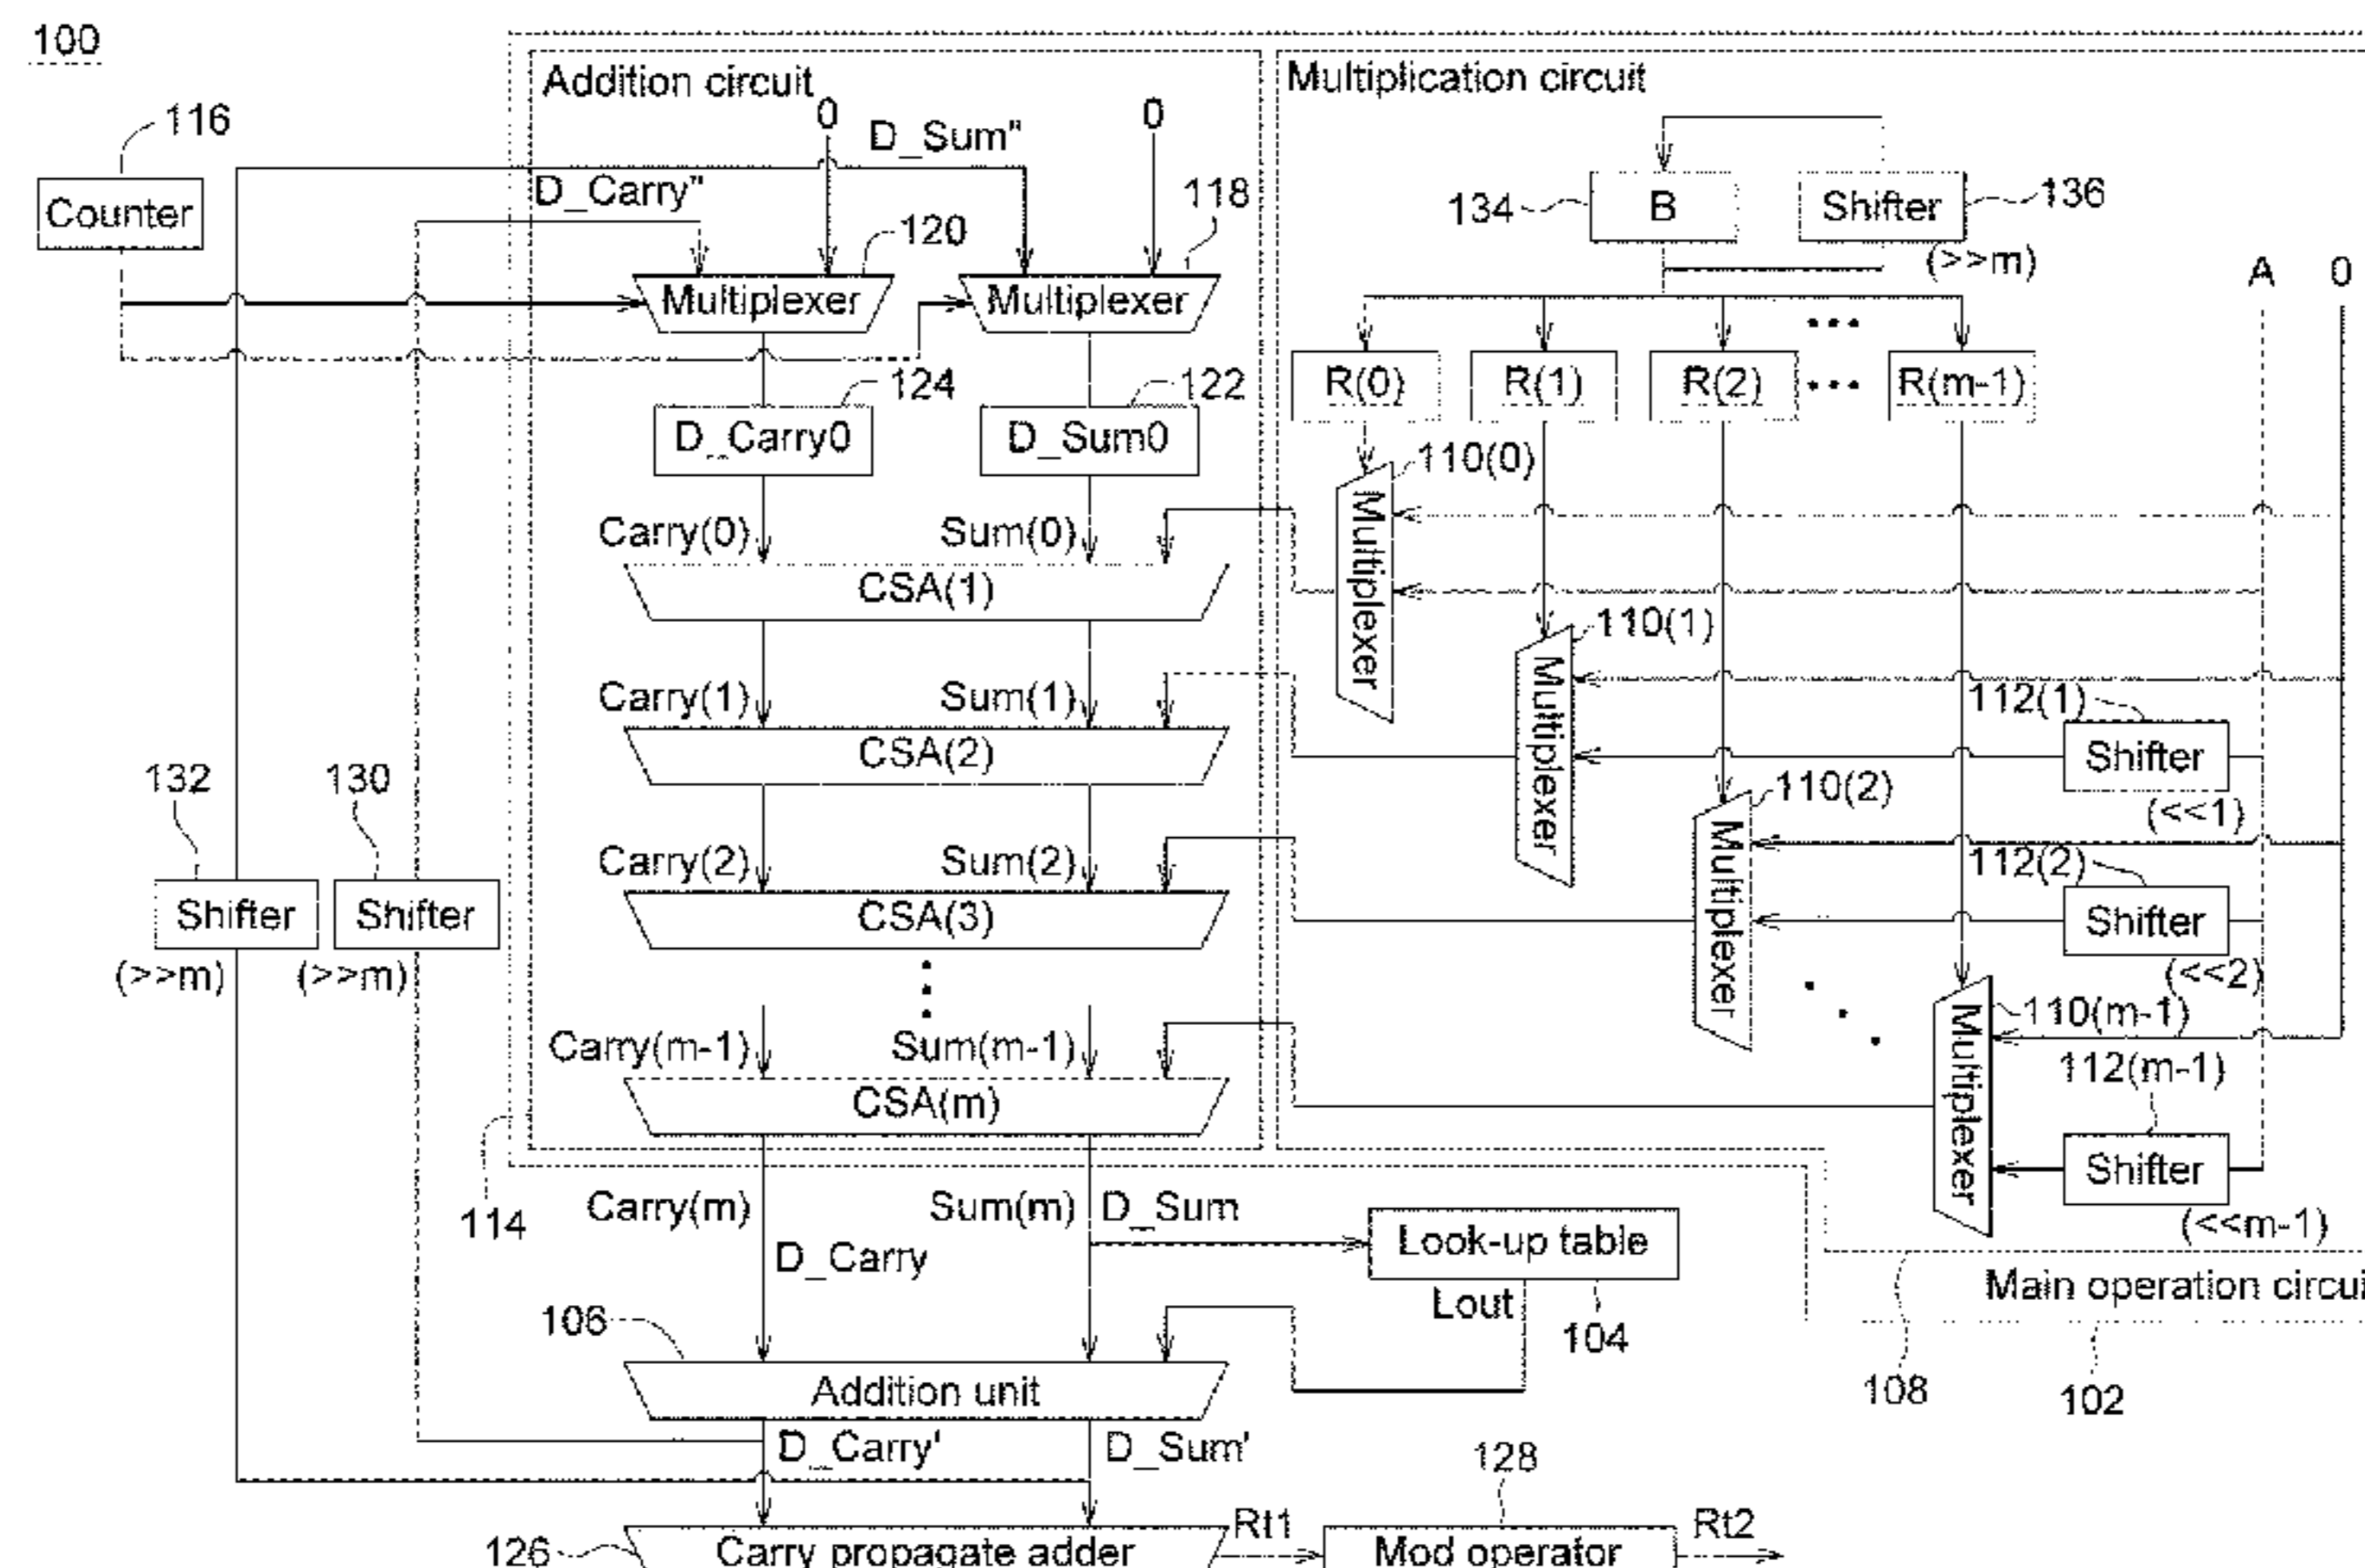 100
Addition circuit
Multiplication circuit
116
0
D_Sum"
0
D_Carry"
118
Counter
120
134
B
Shifter
136
(>>m)
A
0
Multiplexer
Multiplexer
R(0)
R(1)
R(2)
R(m-1)
124
122
D_Carry0
D_Sum0
110(0)
Carry(0)
Sum(0)
Multiplexer
CSA(1)
110(1)
Carry(1)
Sum(1)
Multiplexer
112(1)
CSA(2)
Shifter
(<<1)
132
130
110(2)
Carry(2)
Sum(2)
Multiplexer
112(2)
Shifter
Shifter
CSA(3)
Shifter
(>>m)
(>>m)
(<<2)
110(m-1)
Carry(m-1)
Sum(m-1)
Multiplexer
112(m-1)
CSA(m)
Shifter
114
Carry(m)
Sum(m)
D_Sum
(<<m-1)
D_Carry
Look-up table
Main operation circui
106
Lout
104
Addition unit
108
102
D_Carry'
D_Sum'
128
126
Carry propagate adder
Rt1
Mod operator
Rt2